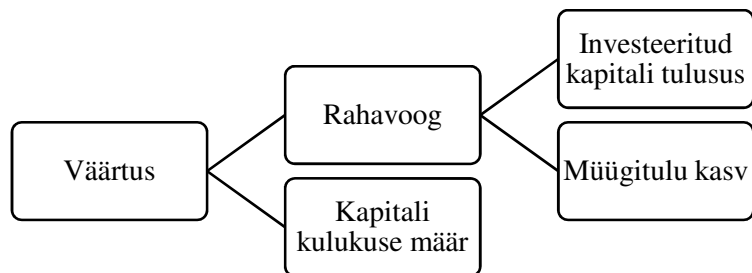 Väärtus
Rahavoog
Kapitali
kulukuse määr
Investeeritud
kapitali tulusus
Müügitulu kasv